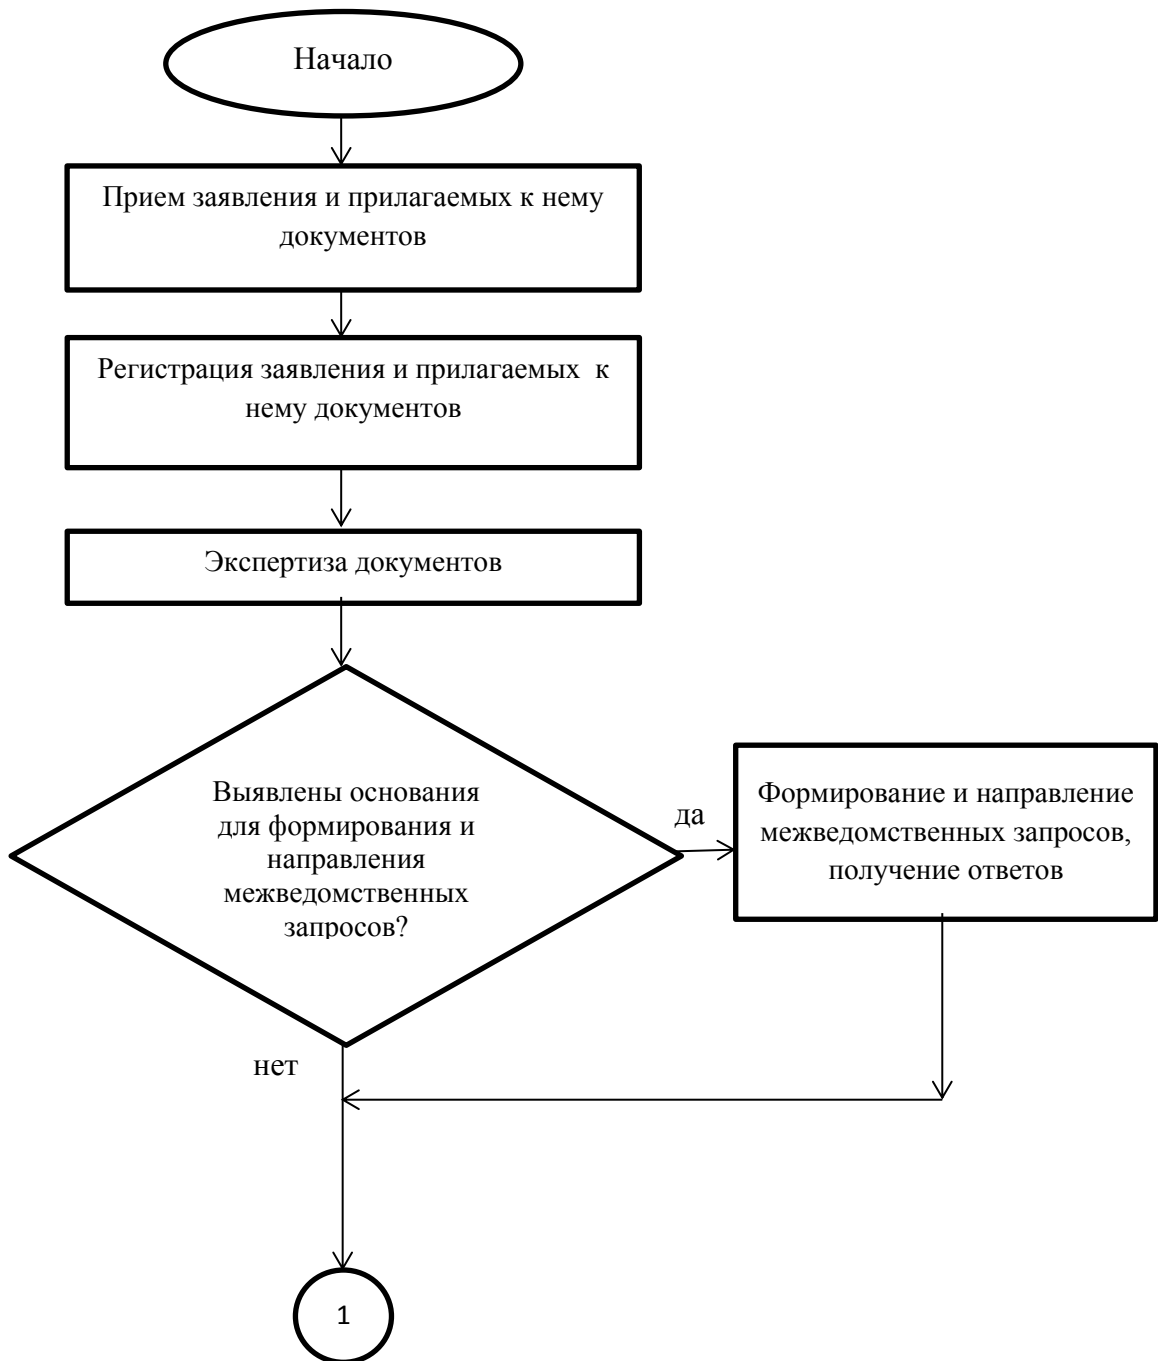 Начало
Прием заявления и прилагаемых к нему
документов
Регистрация заявления и прилагаемых к
нему документов
Экспертиза документов
Выявлены основания
для формирования и
направления
межведомственных
запросов?
да
Формирование и направление
межведомственных запросов,
получение ответов
нет
1